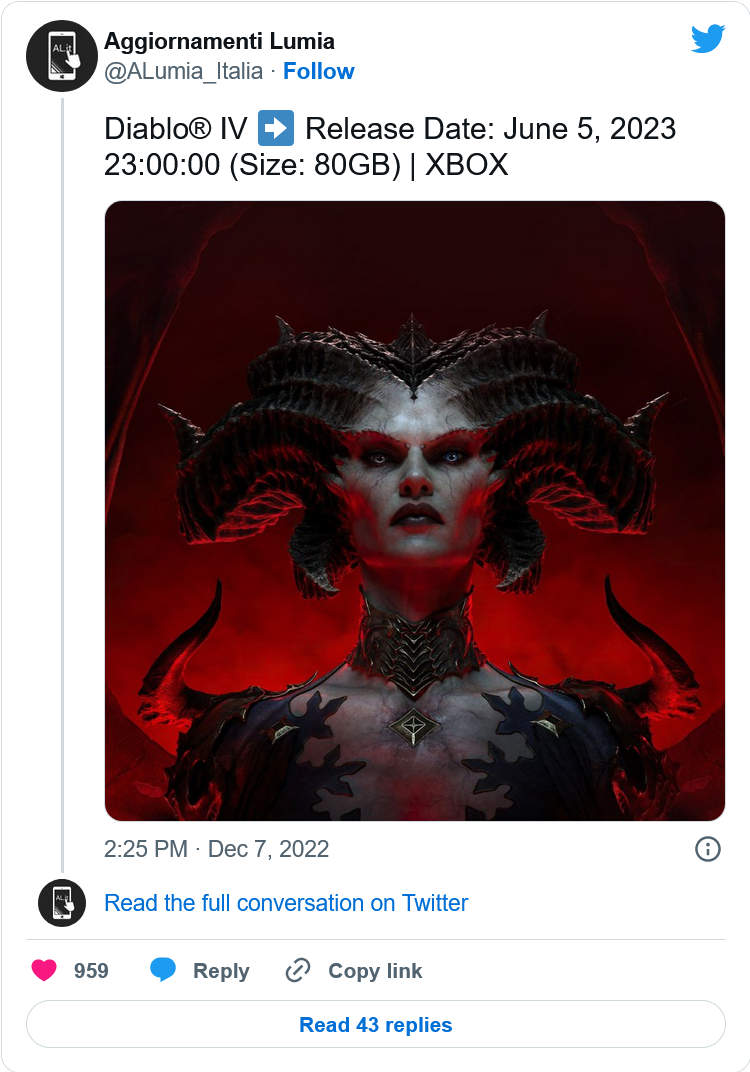 Aggiornamenti Lumia
@ALumia_Italia · Follow
Diablo® IV ➡️ Release Date: June 5, 2023
23:00:00 (Size: 80GB) | XBOX
2:25 PM · Dec 7, 2022
Read the full conversation on Twitter
959 Reply Copy link
Read 43 replies